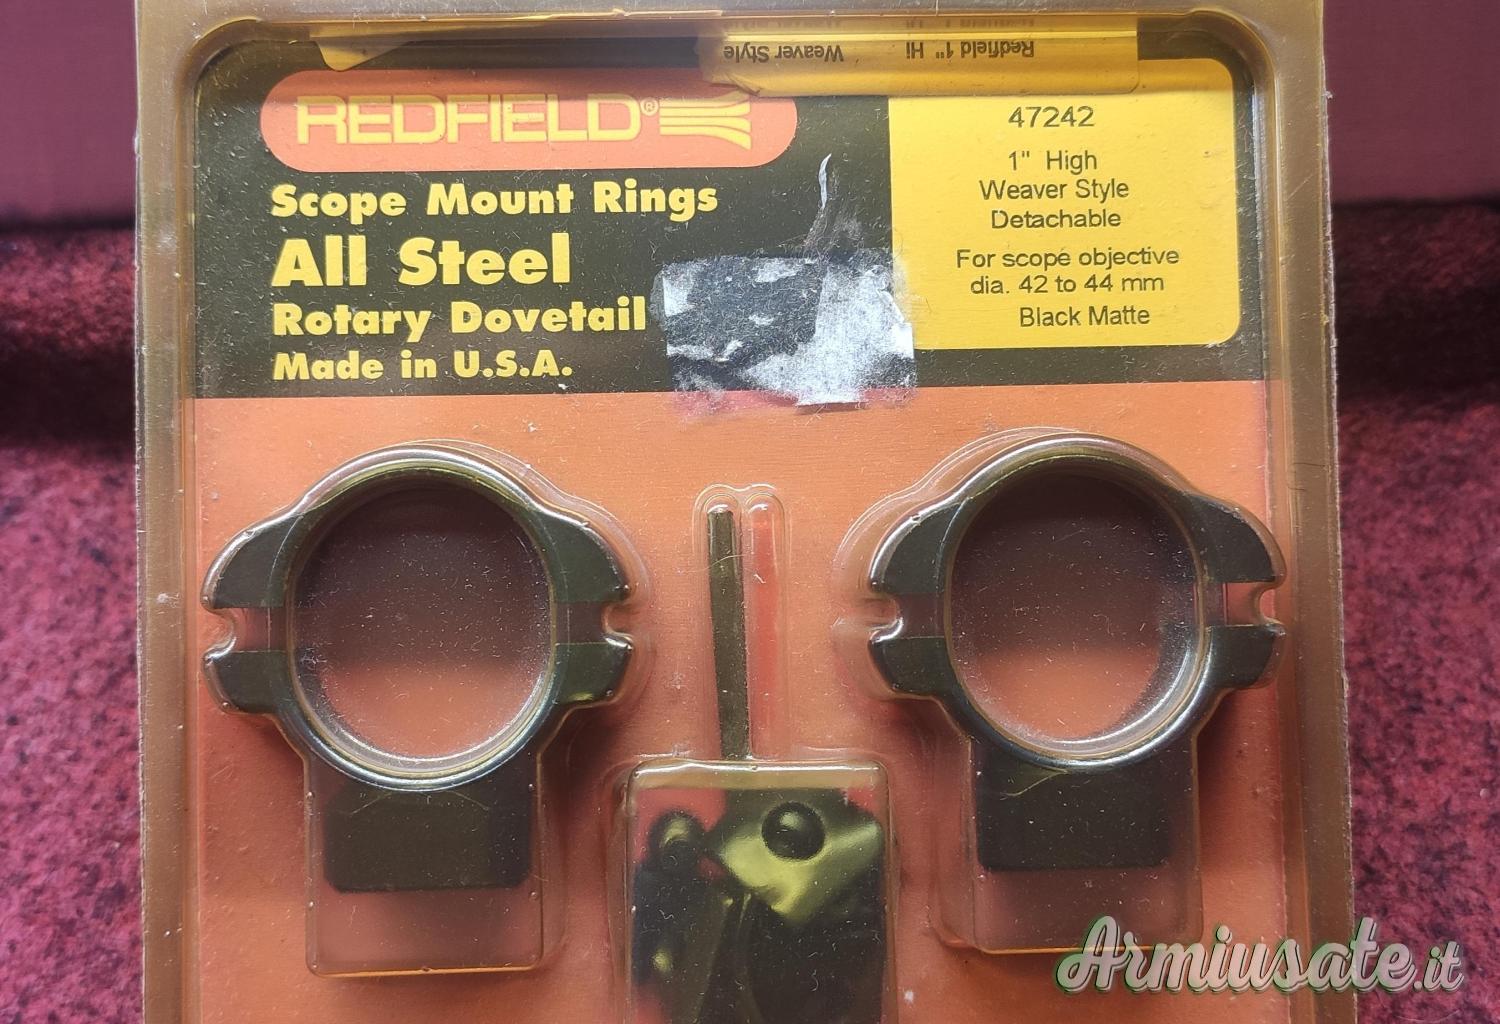 Redfield 1" Hi Weaver Style
REDFIELD®
Scope Mount Rings
All Steel
Rotary Dovetail
Made in U.S.A.
47242
1" High
Weaver Style
Detachable
For scope objective
dia. 42 to 44 mm
Black Matte
Armiusate.it